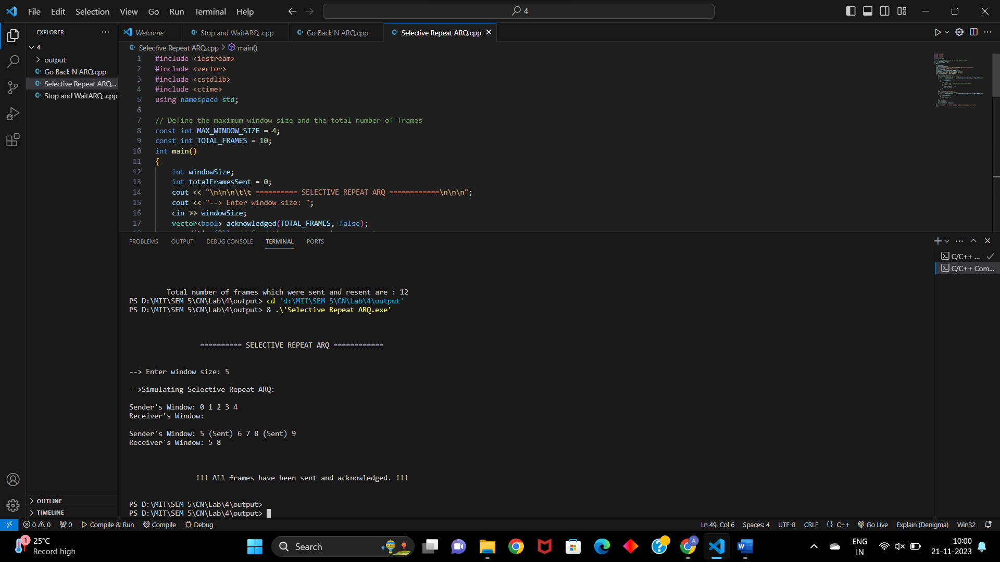 File Edit Selection View Go Run Terminal Help
4
EXPLORER
Welcome
Stop and WaitARQ .cpp
Go Back N ARQ.cpp
Selective Repeat ARQ.cpp
4
output
Go Back N ARQ.cpp
Selective Repeat ARQ...
Stop and WaitARQ .cpp
Selective Repeat ARQ.cpp > main()
1 #include <iostream>
2 #include <vector>
3 #include <cstdlib>
4 #include <ctime>
5 using namespace std;
6
7 // Define the maximum window size and the total number of frames
8 const int MAX_WINDOW_SIZE = 4;
9 const int TOTAL_FRAMES = 10;
10 int main()
11 {
12 int windowSize;
13 int totalFramesSent = 0;
14 cout << "\n\n\n\t\t ========== SELECTIVE REPEAT ARQ ============\n\n\n";
15 cout << "--> Enter window size: ";
16 cin >> windowSize;
17 vector<bool> acknowledged(TOTAL_FRAMES, false);
PROBLEMS OUTPUT DEBUG CONSOLE TERMINAL PORTS
C/C++ ...
C/C++ Com...
Total number of frames which were sent and resent are : 12
PS D:\MIT\SEM 5\CN\Lab\4\output> cd 'd:\MIT\SEM 5\CN\Lab\4\output'
PS D:\MIT\SEM 5\CN\Lab\4\output> & .\'Selective Repeat ARQ.exe'
========== SELECTIVE REPEAT ARQ ============
--> Enter window size: 5
-->Simulating Selective Repeat ARQ:
Sender's Window: 0 1 2 3 4
Receiver's Window:
Sender's Window: 5 (Sent) 6 7 8 (Sent) 9
Receiver's Window: 5 8
!!! All frames have been sent and acknowledged. !!!
PS D:\MIT\SEM 5\CN\Lab\4\output>
PS D:\MIT\SEM 5\CN\Lab\4\output>
OUTLINE
TIMELINE
0 0 0 Compile & Run Compile Debug
Ln 49, Col 6 Spaces: 4 UTF-8 CRLF {} C++ Go Live Explain (Denigma) Win32
1
25°C
Record high
Search
A
W
ENG
IN
10:00
21-11-2023